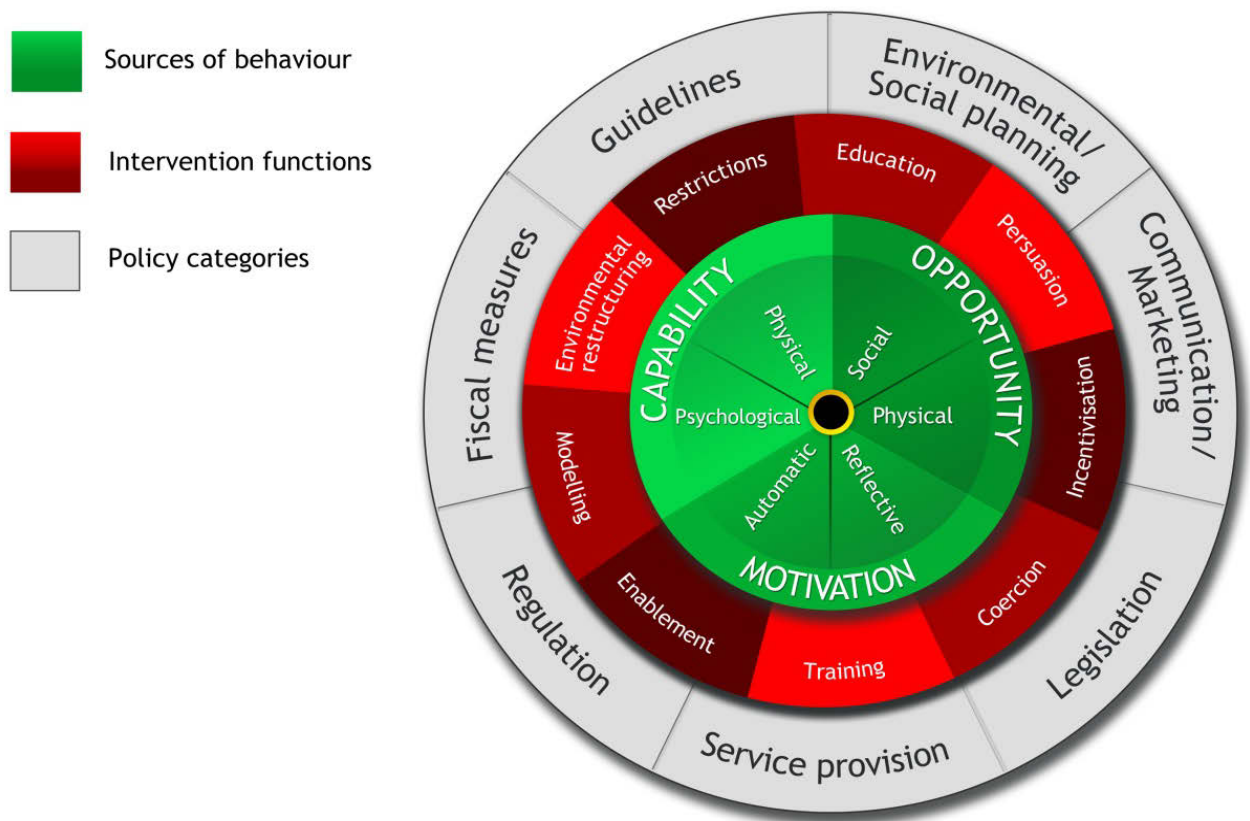 Sources of behaviour
Intervention functions
Policy categories
Guidelines
Environmental/
Social planning
Communication/
Marketing
Legislation
Service provision
Regulation
Fiscal measures
Restrictions
Education
Persuasion
Incentivisation
Coercion
Training
Enablement
Modelling
Environmental
restructuring
CAPABILITY
OPPORTUNITY
MOTIVATION
Physical
Social
Physical
Reflective
Automatic
Psychological